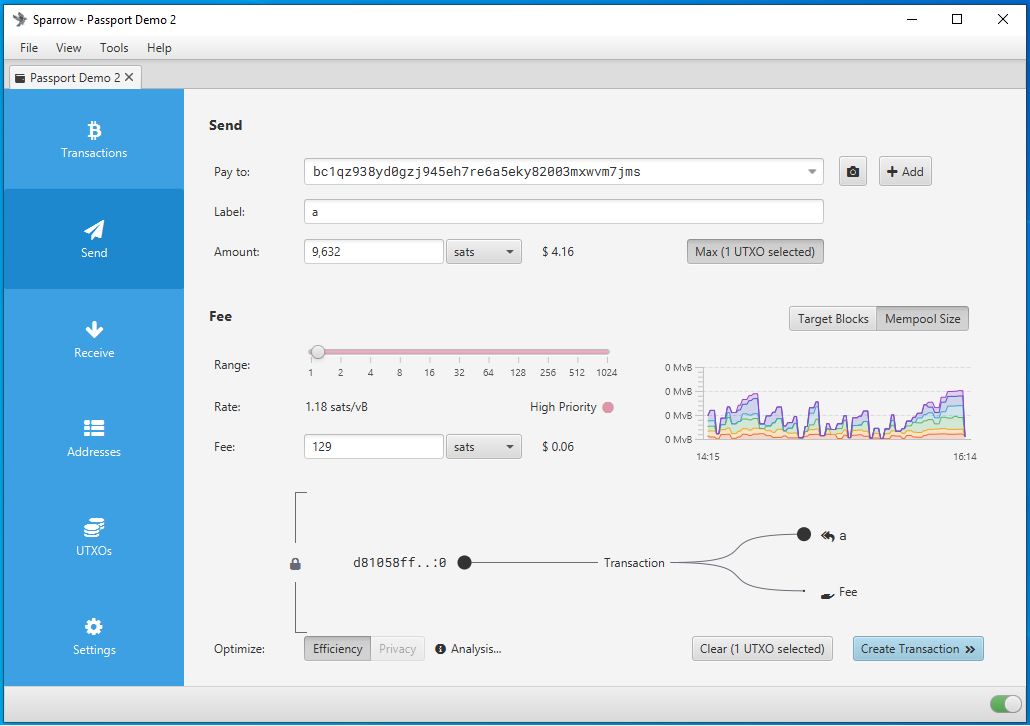 Sparrow - Passport Demo 2
File View Tools Help
Passport Demo 2
Transactions
Send
Receive
Addresses
UTXOs
Settings
Send
Pay to: bc1qz938yd0gzj945eh7re6a5eky82003mxwvm7jms Add
Label: a
Amount: 9,632 sats $ 4.16 Max (1 UTXO selected)
Fee Target Blocks Mempool Size
Range: 1 2 4 8 16 32 64 128 256 512 1024
Rate: 1.18 sats/vB High Priority
Fee: 129 sats $ 0.06
0 MvB
0 MvB
0 MvB
0 MvB
14:15 16:14
d81058ff..:0 Transaction a
Fee
Optimize: Efficiency Privacy Analysis... Clear (1 UTXO selected) Create Transaction